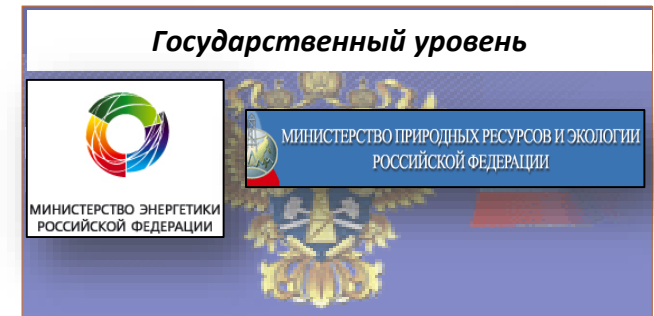 Государственный уровень
МИНИСТЕРСТВО ПРИРОДНЫХ РЕСУРСОВ И ЭКОЛОГИИ
РОССИЙСКОЙ ФЕДЕРАЦИИ
МИНИСТЕРСТВО ЭНЕРГЕТИКИ
РОССИЙСКОЙ ФЕДЕРАЦИИ